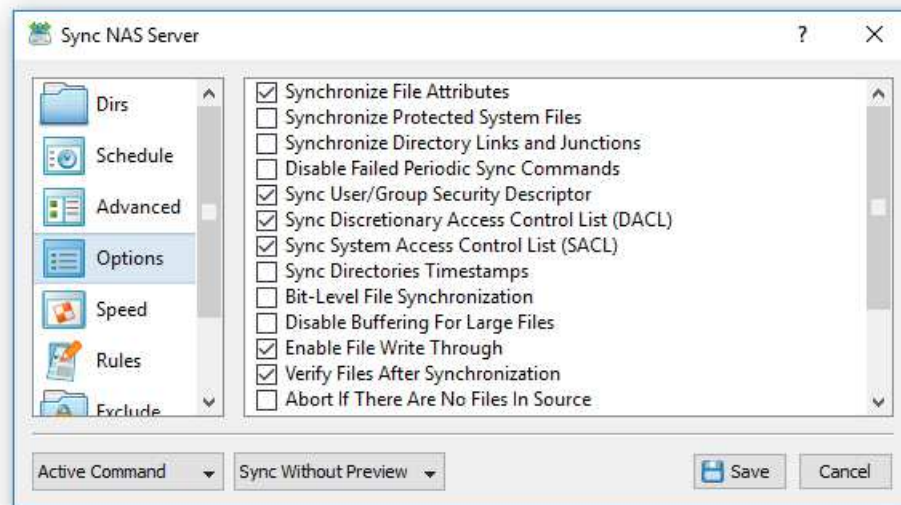 Sync NAS Server
?
Dirs
Schedule
Advanced
Options
Speed
Rules
Exclude
Synchronize File Attributes
Synchronize Protected System Files
Synchronize Directory Links and Junctions
Disable Failed Periodic Sync Commands
Sync User/Group Security Descriptor
Sync Discretionary Access Control List (DACL)
Sync System Access Control List (SACL)
Sync Directories Timestamps
Bit-Level File Synchronization
Disable Buffering For Large Files
Enable File Write Through
Verify Files After Synchronization
Abort If There Are No Files In Source
Active Command
Sync Without Preview
Save
Cancel